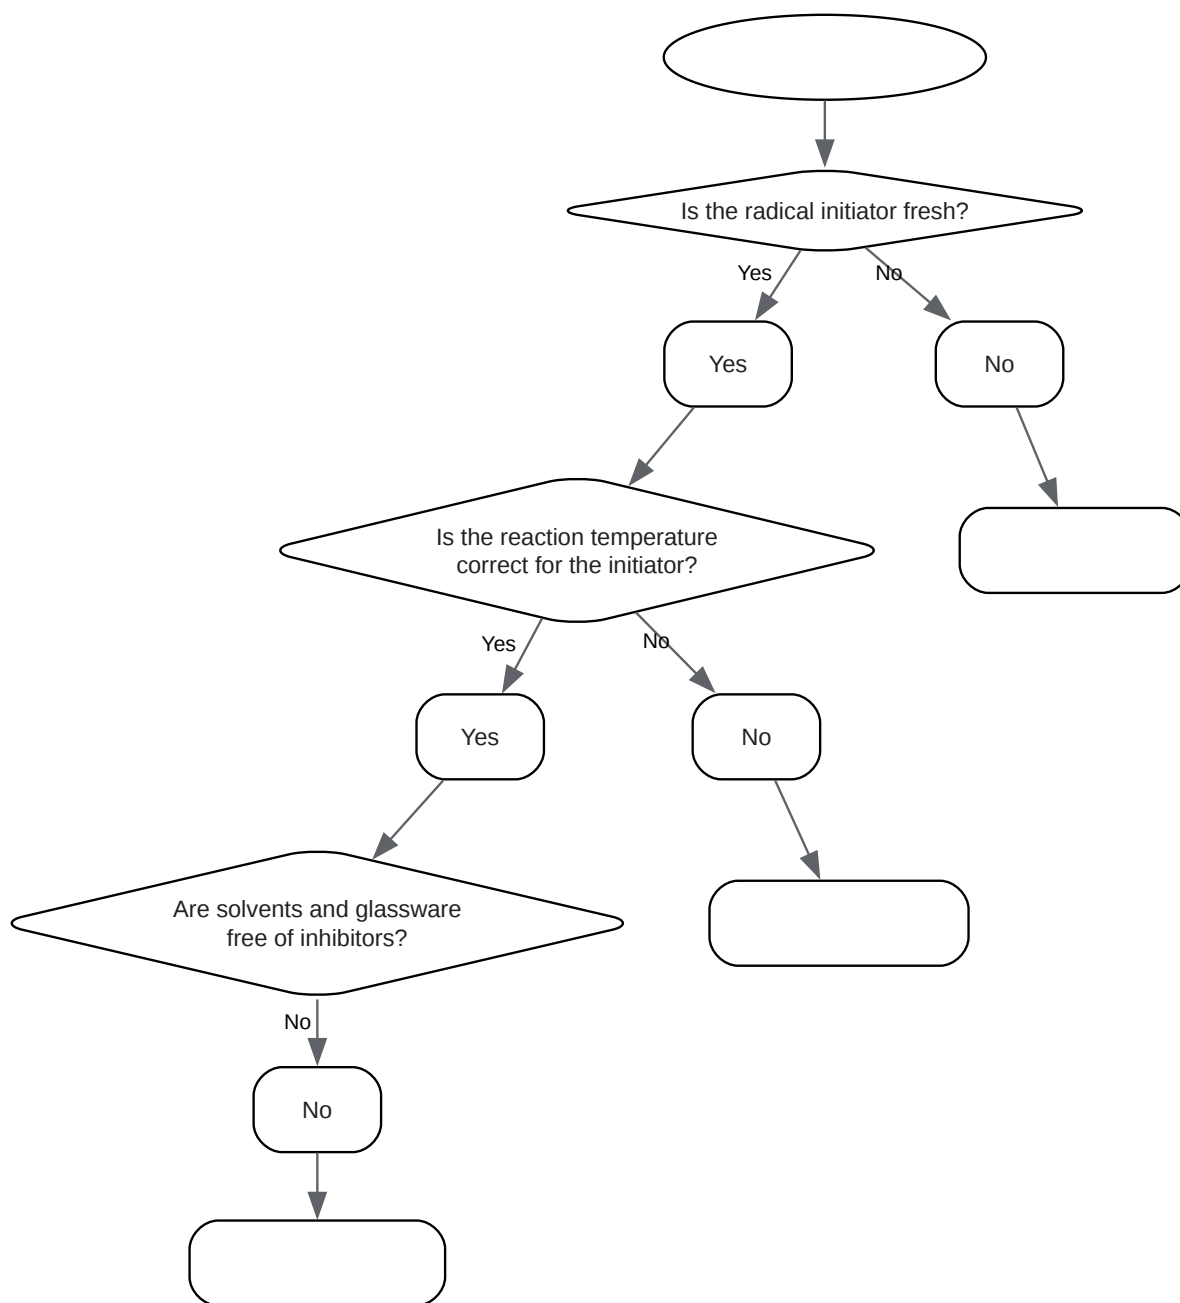 Is the radical initiator fresh?
Yes
No
Yes
No
Is the reaction temperature
correct for the initiator?
Yes
No
Yes
No
Are solvents and glassware
free of inhibitors?
No
No